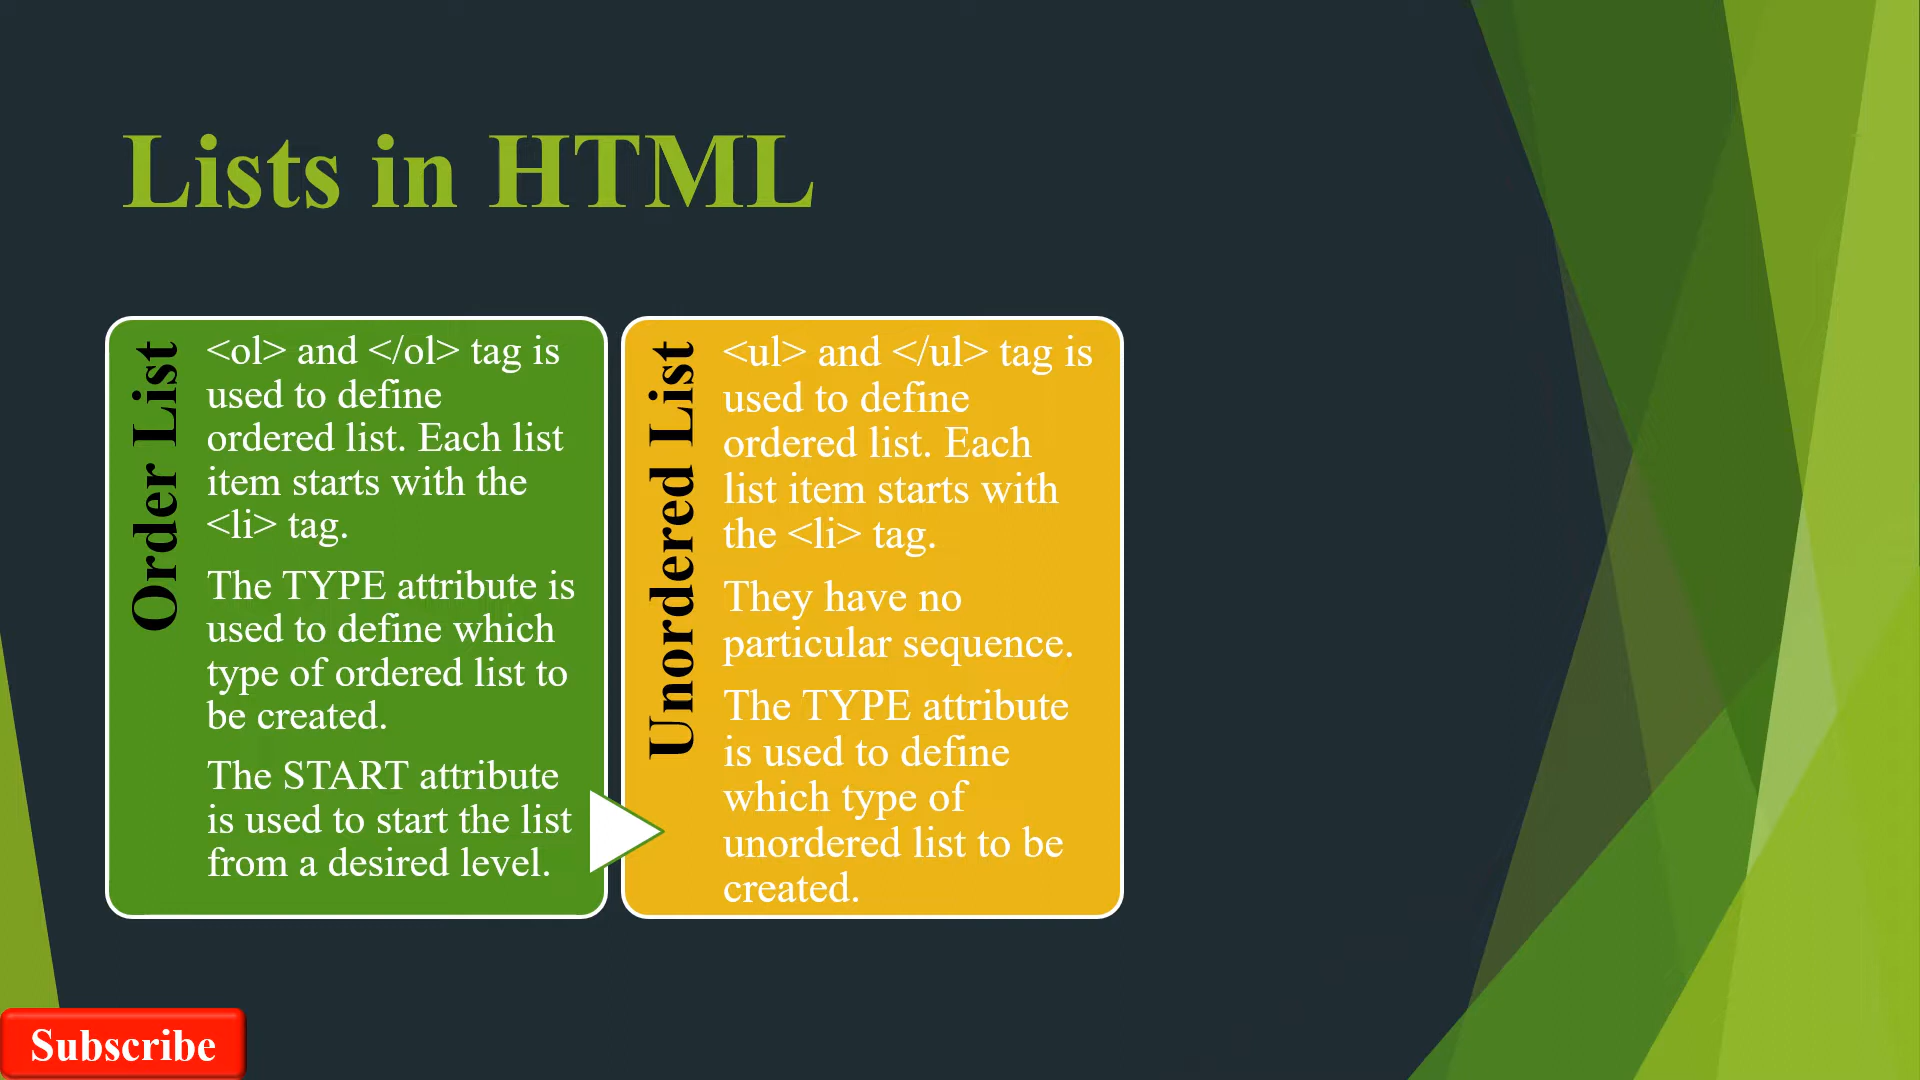 Lists in HTML
Order List
<ol> and </ol> tag is
used to define
ordered list. Each list
item starts with the
<li> tag.
The TYPE attribute is
used to define which
type of ordered list to
be created.
The START attribute
is used to start the list
from a desired level.
Unordered List
<ul> and </ul> tag is
used to define
ordered list. Each
list item starts with
the <li> tag.
They have no
particular sequence.
The TYPE attribute
is used to define
which type of
unordered list to be
created.
Subscribe